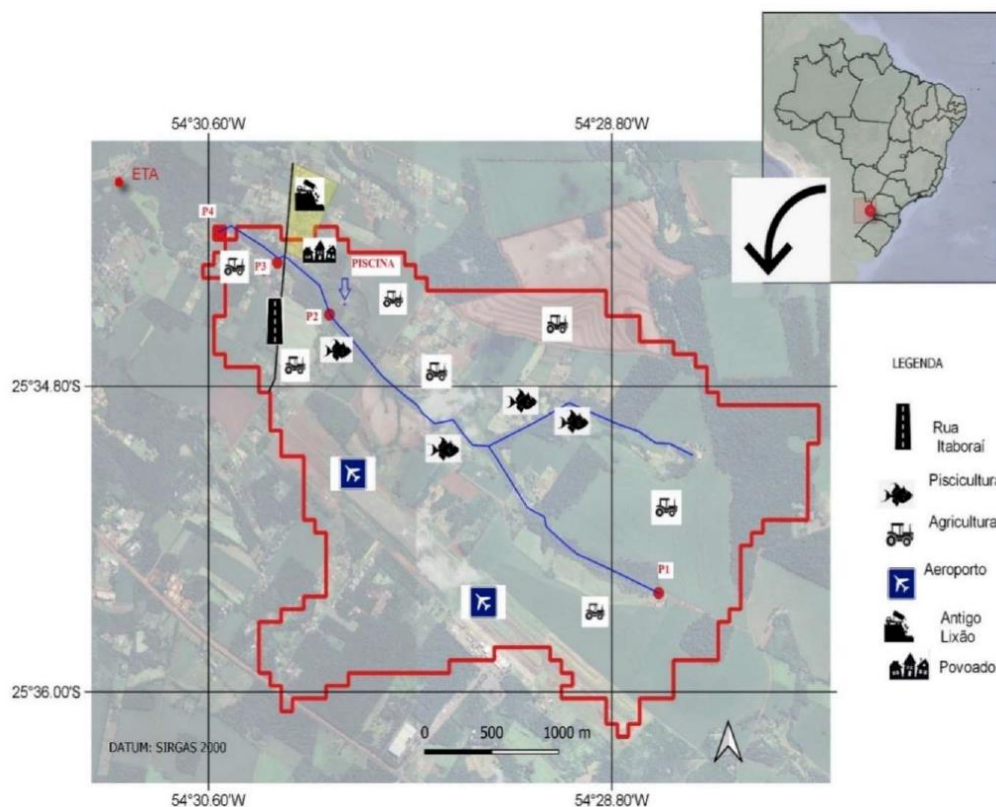 54°30.60'W
54°28.80'W
ETA
P4
P3
PISCINA
P2
25°34.80'S
P1
25°36.00'S
0 500 1000 m
DATUM: SIRGAS 2000
54°30.60'W
54°28.80'W
LEGENDA
Rua
Itaboraí
Piscicultura
Agricultura
Aeroporto
Antigo
Lixão
Povoado